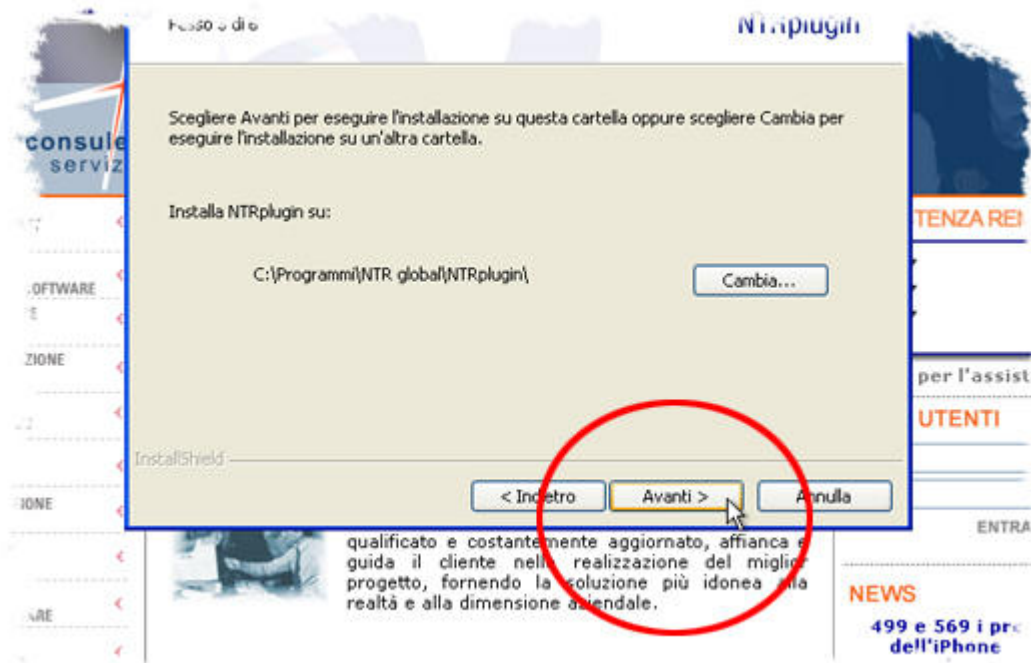 NTRplugin
Scegliere Avanti per eseguire l'installazione su questa cartella oppure scegliere Cambia per
eseguire l'installazione su un'altra cartella.
Installa NTRplugin su:
C:\Programmi\NTR global\NTRplugin\
Cambia...
InstallShield
< Indietro
Avanti >
Annulla
consule
serviz
OFTWARE
ZIONE
IONE
ARE
TENZA REM
per l'assist
UTENTI
ENTRA
qualificato e costantemente aggiornato, affianca e
guida il cliente nella realizzazione del miglior
progetto, fornendo la soluzione più idonea alla
realtà e alla dimensione aziendale.
NEWS
499 e 569 i pr
dell'iPhone